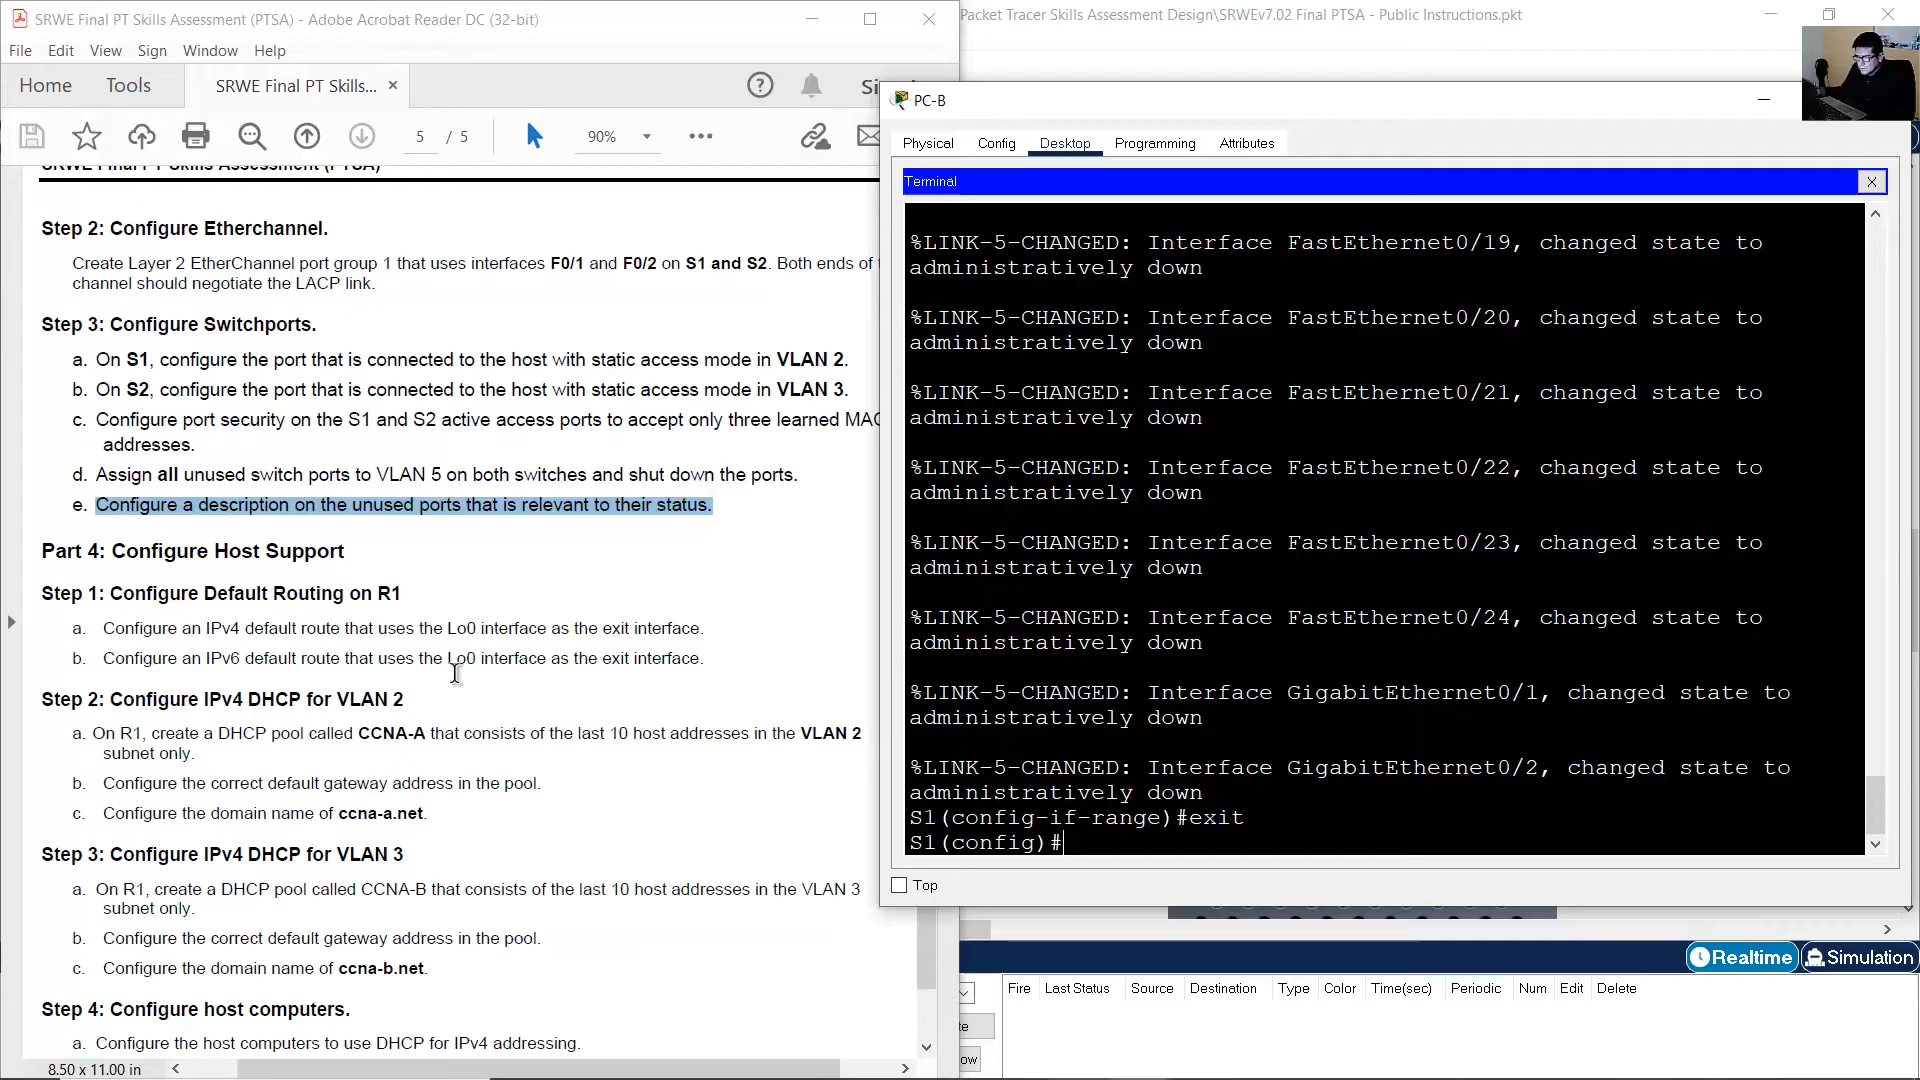 SRWE Final PT Skills Assessment (PTSA) - Adobe Acrobat Reader DC (32-bit)
File Edit View Sign Window Help
Home Tools SRWE Final PT Skills... ×
5 / 5 90%
SRWE Final PT Skills Assessment (PTSA)
Step 2: Configure Etherchannel.
Create Layer 2 EtherChannel port group 1 that uses interfaces F0/1 and F0/2 on S1 and S2. Both ends of
channel should negotiate the LACP link.
Step 3: Configure Switchports.
a. On S1, configure the port that is connected to the host with static access mode in VLAN 2.
b. On S2, configure the port that is connected to the host with static access mode in VLAN 3.
c. Configure port security on the S1 and S2 active access ports to accept only three learned MAC
addresses.
d. Assign all unused switch ports to VLAN 5 on both switches and shut down the ports.
e. Configure a description on the unused ports that is relevant to their status.
Part 4: Configure Host Support
Step 1: Configure Default Routing on R1
a. Configure an IPv4 default route that uses the Lo0 interface as the exit interface.
b. Configure an IPv6 default route that uses the Lo0 interface as the exit interface.
Step 2: Configure IPv4 DHCP for VLAN 2
a. On R1, create a DHCP pool called CCNA-A that consists of the last 10 host addresses in the VLAN 2
subnet only.
b. Configure the correct default gateway address in the pool.
c. Configure the domain name of ccna-a.net.
Step 3: Configure IPv4 DHCP for VLAN 3
a. On R1, create a DHCP pool called CCNA-B that consists of the last 10 host addresses in the VLAN 3
subnet only.
b. Configure the correct default gateway address in the pool.
c. Configure the domain name of ccna-b.net.
Step 4: Configure host computers.
a. Configure the host computers to use DHCP for IPv4 addressing.
8.50 x 11.00 in
Packet Tracer Skills Assessment Design\SRWEv7.02 Final PTSA - Public Instructions.pkt
PC-B
Physical Config Desktop Programming Attributes
Terminal X
%LINK-5-CHANGED: Interface FastEthernet0/19, changed state to
administratively down
%LINK-5-CHANGED: Interface FastEthernet0/20, changed state to
administratively down
%LINK-5-CHANGED: Interface FastEthernet0/21, changed state to
administratively down
%LINK-5-CHANGED: Interface FastEthernet0/22, changed state to
administratively down
%LINK-5-CHANGED: Interface FastEthernet0/23, changed state to
administratively down
%LINK-5-CHANGED: Interface FastEthernet0/24, changed state to
administratively down
%LINK-5-CHANGED: Interface GigabitEthernet0/1, changed state to
administratively down
%LINK-5-CHANGED: Interface GigabitEthernet0/2, changed state to
administratively down
S1(config-if-range)#exit
S1(config)#
Top
Realtime Simulation
Fire Last Status Source Destination Type Color Time(sec) Periodic Num Edit Delete